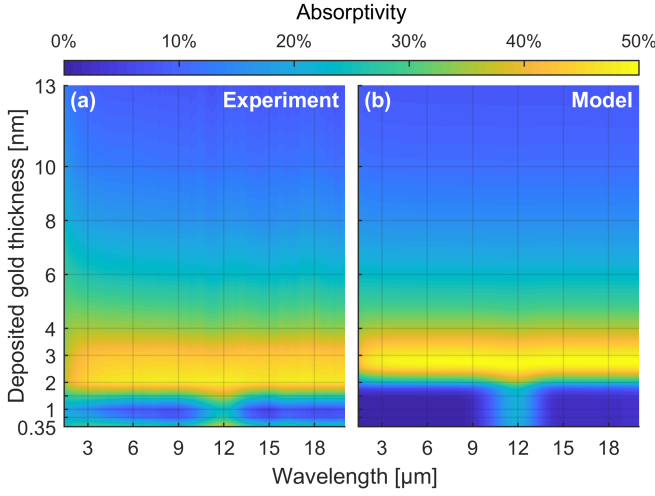 Absorptivity
0% 10% 20% 30% 40% 50%
(a) Experiment (b) Model
Deposited gold thickness [nm]
13
10
8
6
4
3
2
1
0.35
3 6 9 12 15 18 3 6 9 12 15 18
Wavelength [μm]